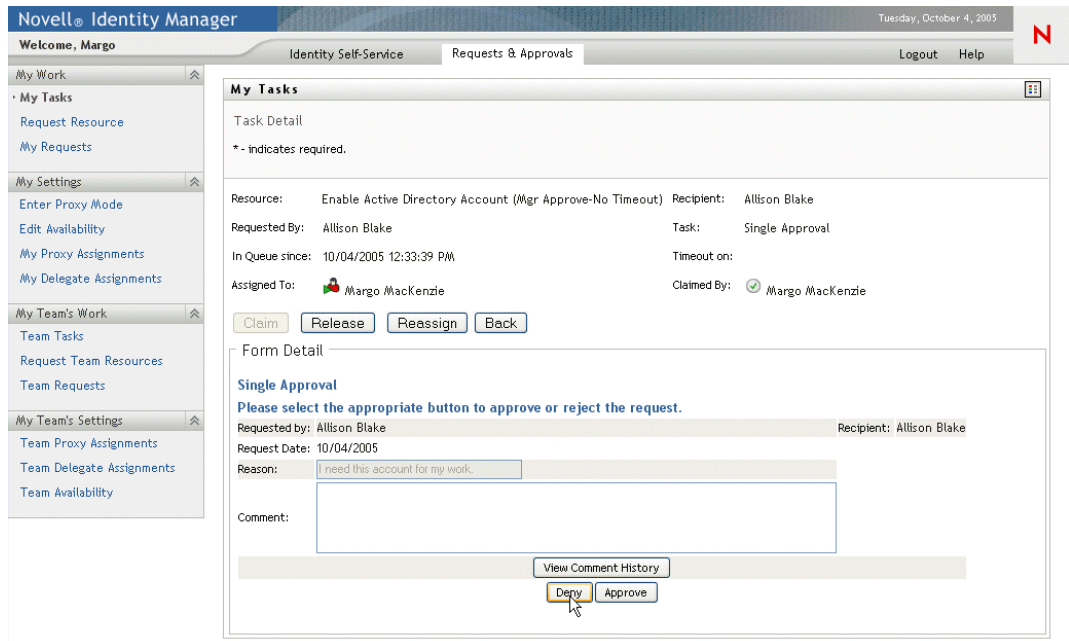 Novell® Identity Manager
Tuesday, October 4, 2005
N
Welcome, Margo
Identity Self-Service
Requests & Approvals
Logout Help
My Work
My Tasks
Request Resource
My Requests
My Settings
Enter Proxy Mode
Edit Availability
My Proxy Assignments
My Delegate Assignments
My Team's Work
Team Tasks
Request Team Resources
Team Requests
My Team's Settings
Team Proxy Assignments
Team Delegate Assignments
Team Availability
My Tasks
Task Detail
* - indicates required.
Resource: Enable Active Directory Account (Mgr Approve-No Timeout) Recipient: Allison Blake
Requested By: Allison Blake Task: Single Approval
In Queue since: 10/04/2005 12:33:39 PM Timeout on:
Assigned To: Margo MacKenzie Claimed By: Margo MacKenzie
Claim Release Reassign Back
Form Detail
Single Approval
Please select the appropriate button to approve or reject the request.
Requested by: Allison Blake Recipient: Allison Blake
Request Date: 10/04/2005
Reason: I need this account for my work.
Comment:
View Comment History
Deny Approve